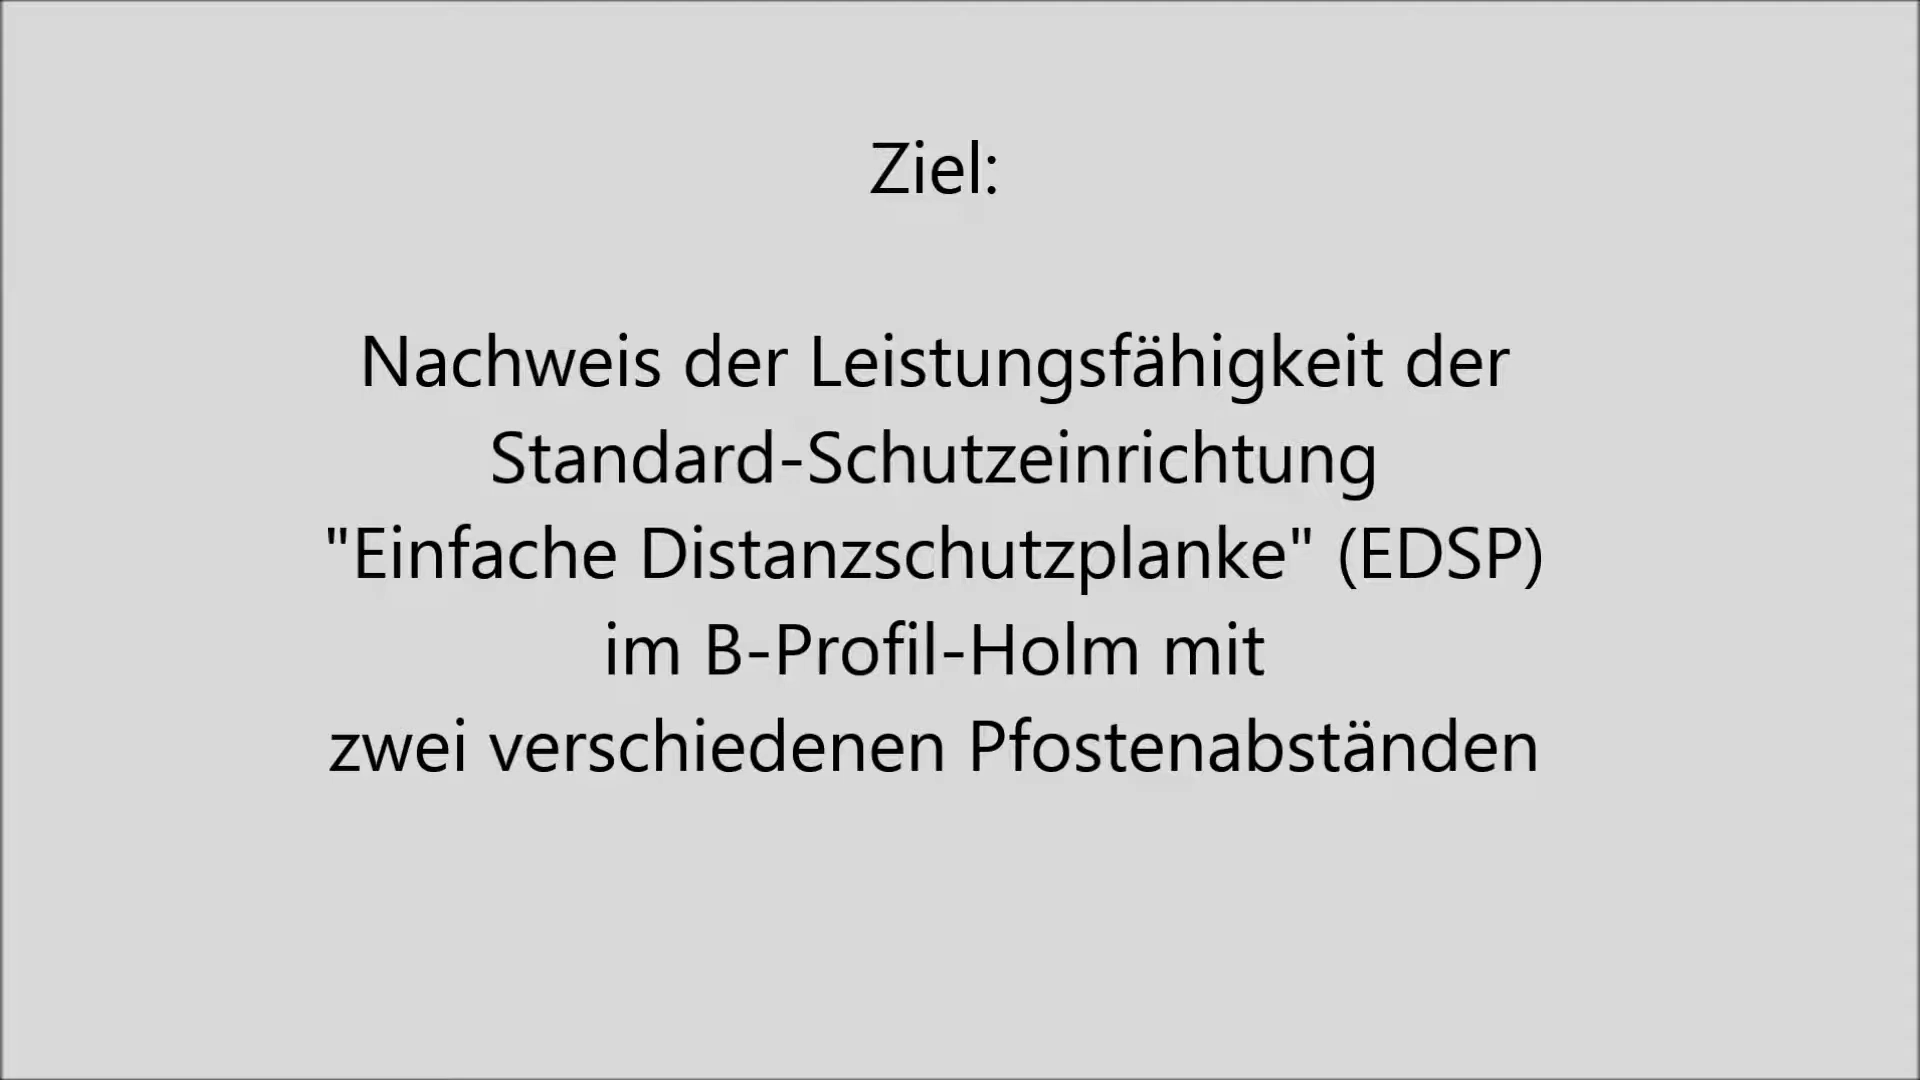 Ziel:
Nachweis der Leistungsfähigkeit der
Standard-Schutzeinrichtung
"Einfache Distanzschutzplanke" (EDSP)
im B-Profil-Holm mit
zwei verschiedenen Pfostenabständen